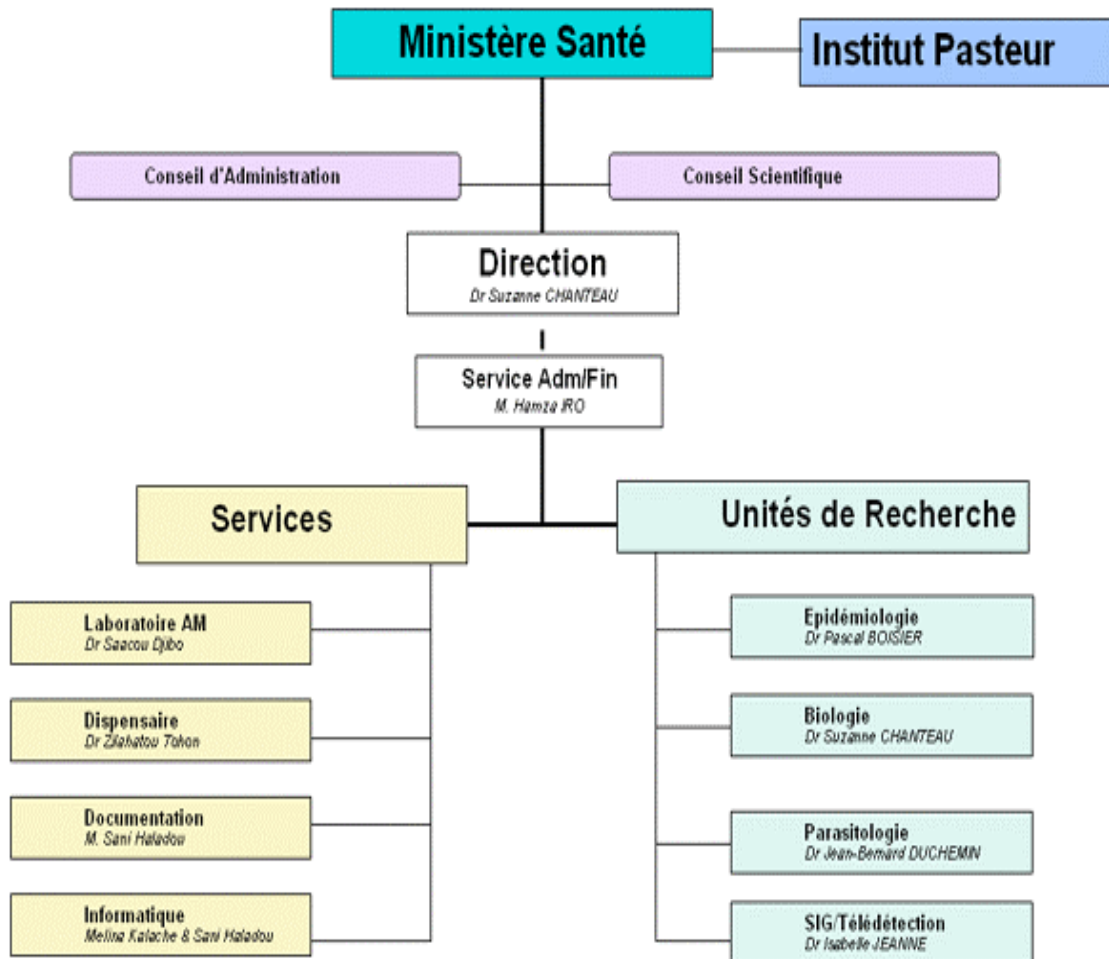 Ministère Santé
Institut Pasteur
Conseil d'Administration
Conseil Scientifique
Direction
Dr Suzanne CHANTEAU
Service Adm/Fin
M. Hamza IRO
Services
Unités de Recherche
Laboratoire AM
Dr Saacou Djibo
Dispensaire
Dr Zilahatou Tohon
Documentation
M. Sani Haladou
Informatique
Melina Kalache & Sani Haladou
Epidémiologie
Dr Pascal BOISIER
Biologie
Dr Suzanne CHANTEAU
Parasitologie
Dr Jean-Bernard DUCHEMIN
SIG/Télédétection
Dr Isabelle JEANNE